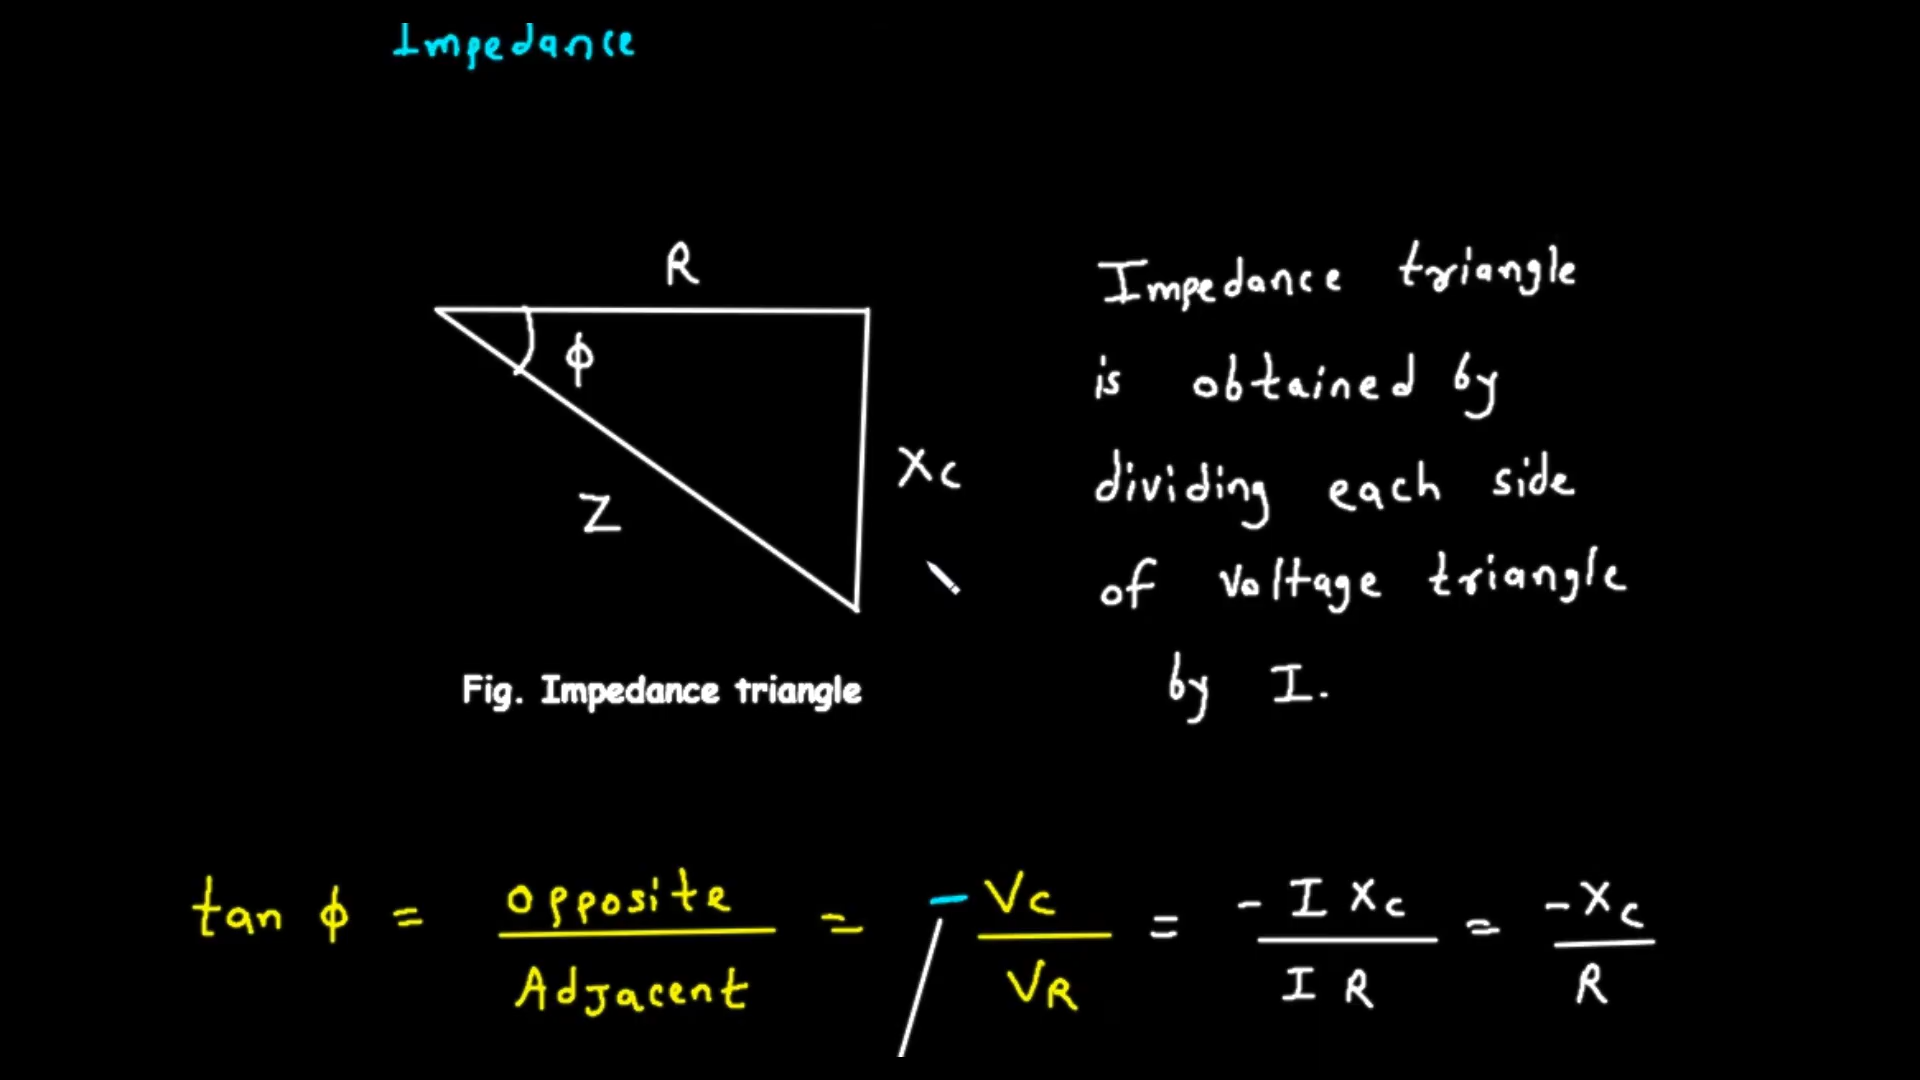 Impedance
R
ϕ
Xc
Z
Fig. Impedance triangle
Impedance triangle
is obtained by
dividing each side
of voltage triangle
by I.
tan ϕ = opposite / Adjacent = - Vc / VR = - I Xc / I R = - Xc / R